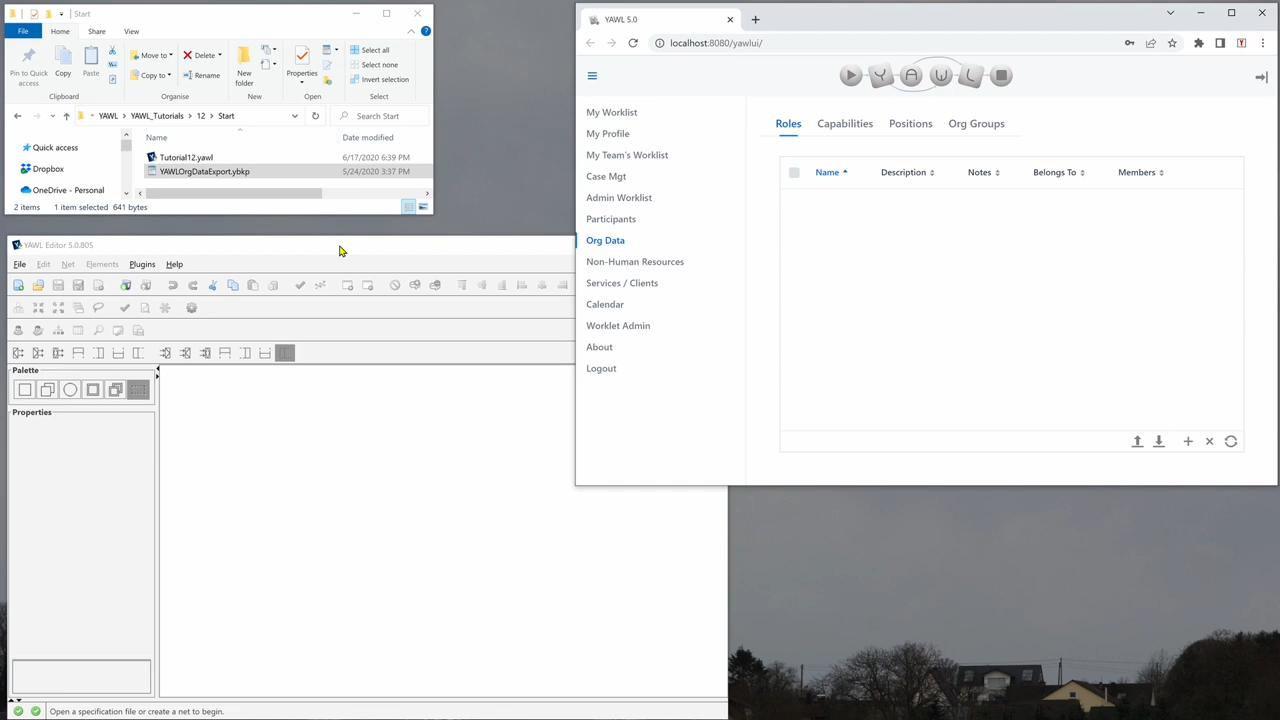 Start
File
Home
Share
View
Pin to Quick access
Copy
Paste
Move to
Copy to
Delete
Rename
New folder
Properties
Select all
Select none
Invert selection
Clipboard
Organise
New
Open
Select
YAWL
YAWL_Tutorials
12
Start
Search Start
Quick access
Dropbox
OneDrive - Personal
Name
Date modified
Tutorial12.yawl
6/17/2020 6:39 PM
YAWLOrgDataExport.ybkp
5/24/2020 3:37 PM
2 items
1 item selected 641 bytes
YAWL Editor 5.0.805
File
Edit
Net
Elements
Plugins
Help
Palette
Properties
Open a specification file or create a net to begin.
YAWL 5.0
localhost:8080/yawlui/
Y A W L
My Worklist
My Profile
My Team's Worklist
Case Mgt
Admin Worklist
Participants
Org Data
Non-Human Resources
Services / Clients
Calendar
Worklet Admin
About
Logout
Roles
Capabilities
Positions
Org Groups
Name
Description
Notes
Belongs To
Members